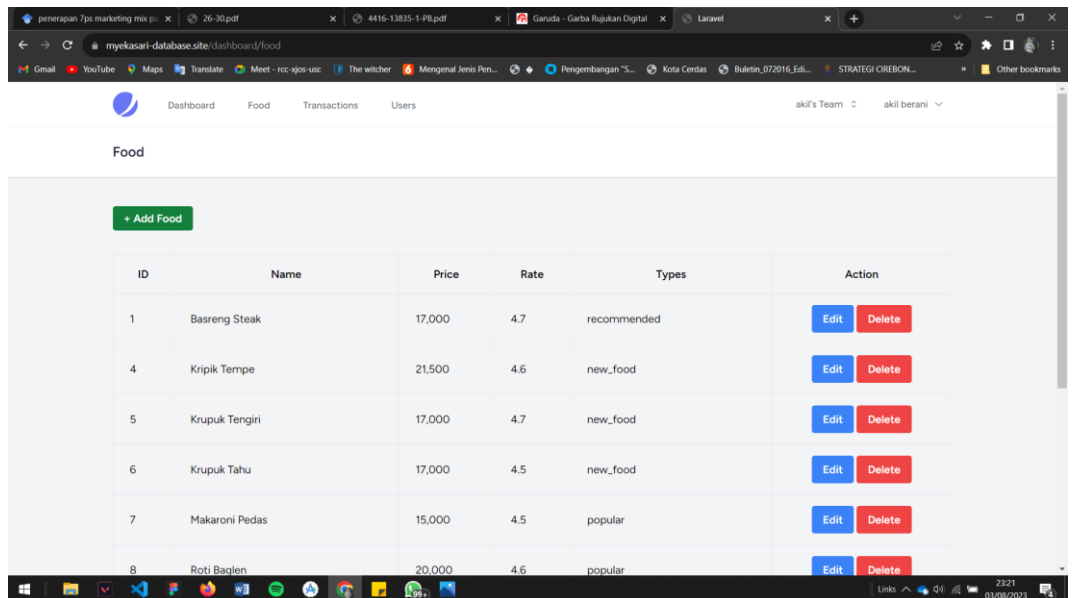 penerapan 7ps marketing mix pa
26-30.pdf
4416-13835-1-PB.pdf
Garuda - Garba Rujukan Digital
Laravel
myekasari-database.site/dashboard/food
Gmail YouTube Maps Translate Meet - rcc-xjos-usc The witcher Mengenal Jenis Pen... Pengembangan "S... Kota Cerdas Buletin_072016_Edi... STRATEGI CIREBON... » Other bookmarks
Dashboard Food Transactions Users akil's Team akil berani
Food
+ Add Food
ID Name Price Rate Types Action
1 Basreng Steak 17,000 4.7 recommended Edit Delete
4 Kripik Tempe 21,500 4.6 new_food Edit Delete
5 Krupuk Tengiri 17,000 4.7 new_food Edit Delete
6 Krupuk Tahu 17,000 4.5 new_food Edit Delete
7 Makaroni Pedas 15,000 4.5 popular Edit Delete
8 Roti Baglen 20,000 4.6 popular Edit Delete
99+ Links 23:21
03/08/2023